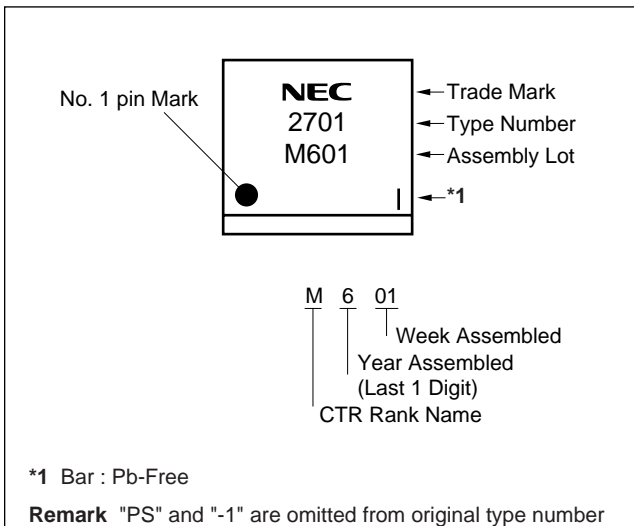 No. 1 pin Mark
NEC
2701
M601
Trade Mark
Type Number
Assembly Lot
*1
M 6 01
Week Assembled
Year Assembled
(Last 1 Digit)
CTR Rank Name
*1 Bar : Pb-Free
Remark "PS" and "-1" are omitted from original type number